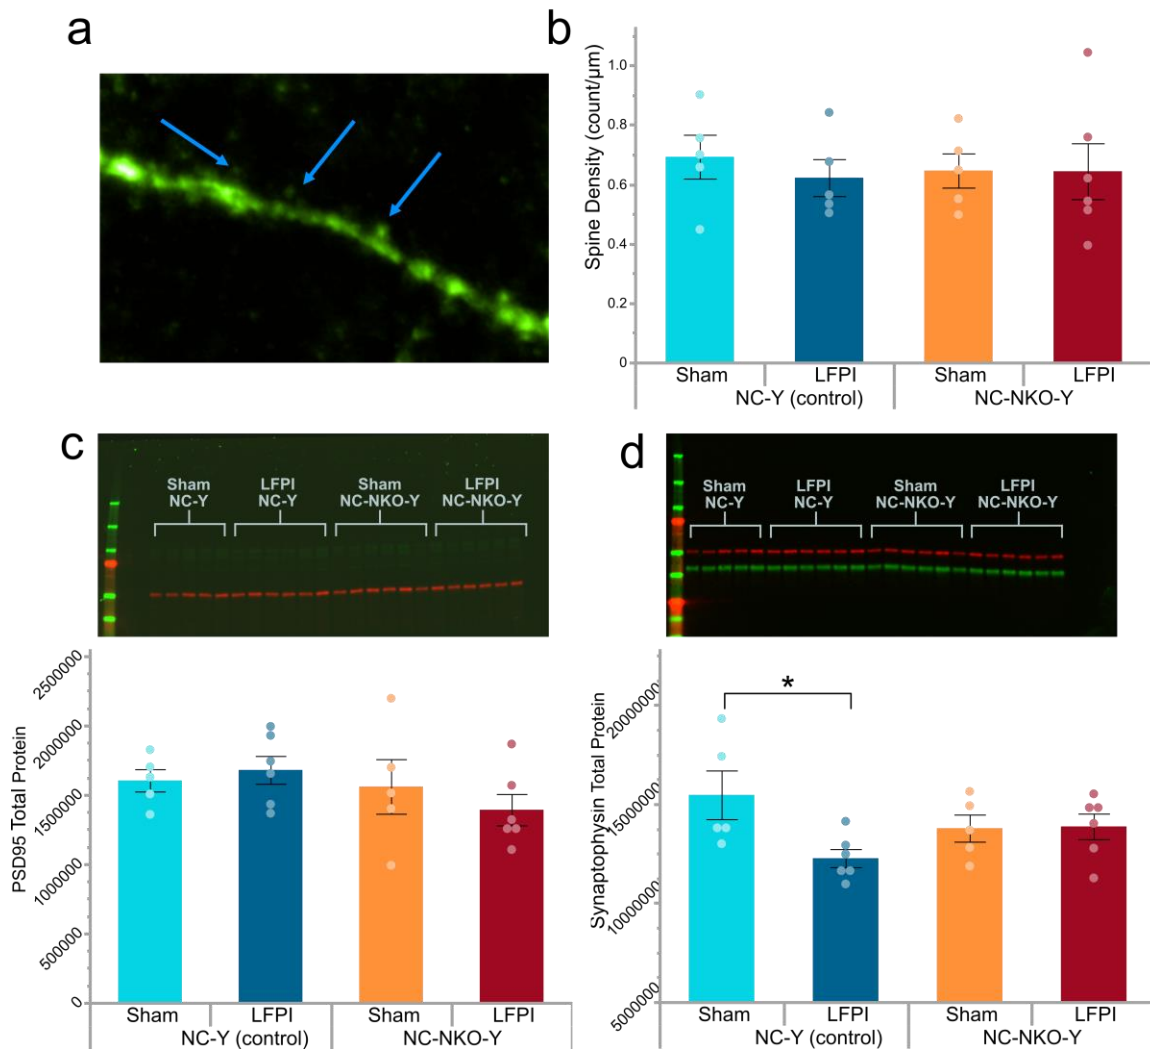 a
b
Spine Density (count/µm)
1.0
0.8
0.6
0.4
0.2
0
Sham
LFPI
Sham
LFPI
NC-Y (control)
NC-NKO-Y
c
Sham
NC-Y
LFPI
NC-Y
Sham
NC-NKO-Y
LFPI
NC-NKO-Y
PSD95 Total Protein
2500000
2000000
1500000
1000000
500000
0
Sham
LFPI
Sham
LFPI
NC-Y (control)
NC-NKO-Y
d
Sham
NC-Y
LFPI
NC-Y
Sham
NC-NKO-Y
LFPI
NC-NKO-Y
Synaptophysin Total Protein
20000000
15000000
10000000
5000000
*
Sham
LFPI
Sham
LFPI
NC-Y (control)
NC-NKO-Y